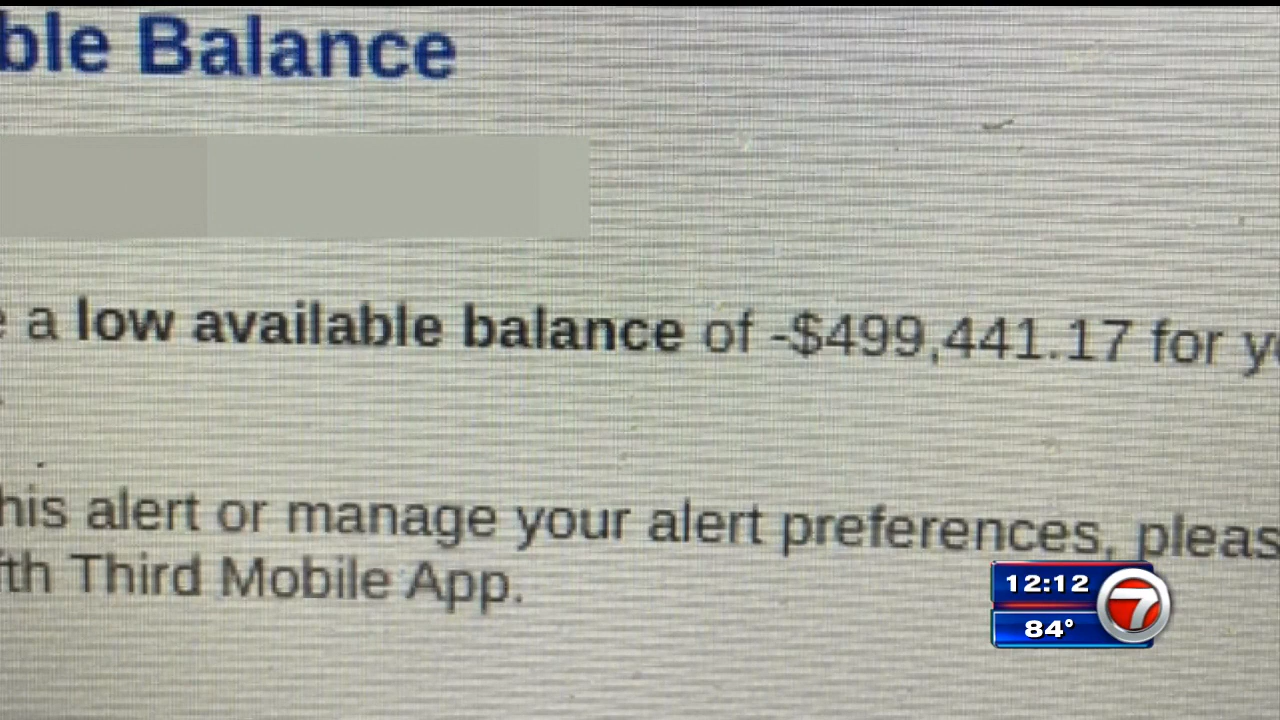 ble Balance
a low available balance of -$499,441.17 for y
his alert or manage your alert preferences, pleas
fth Third Mobile App.
12:12
7
84°